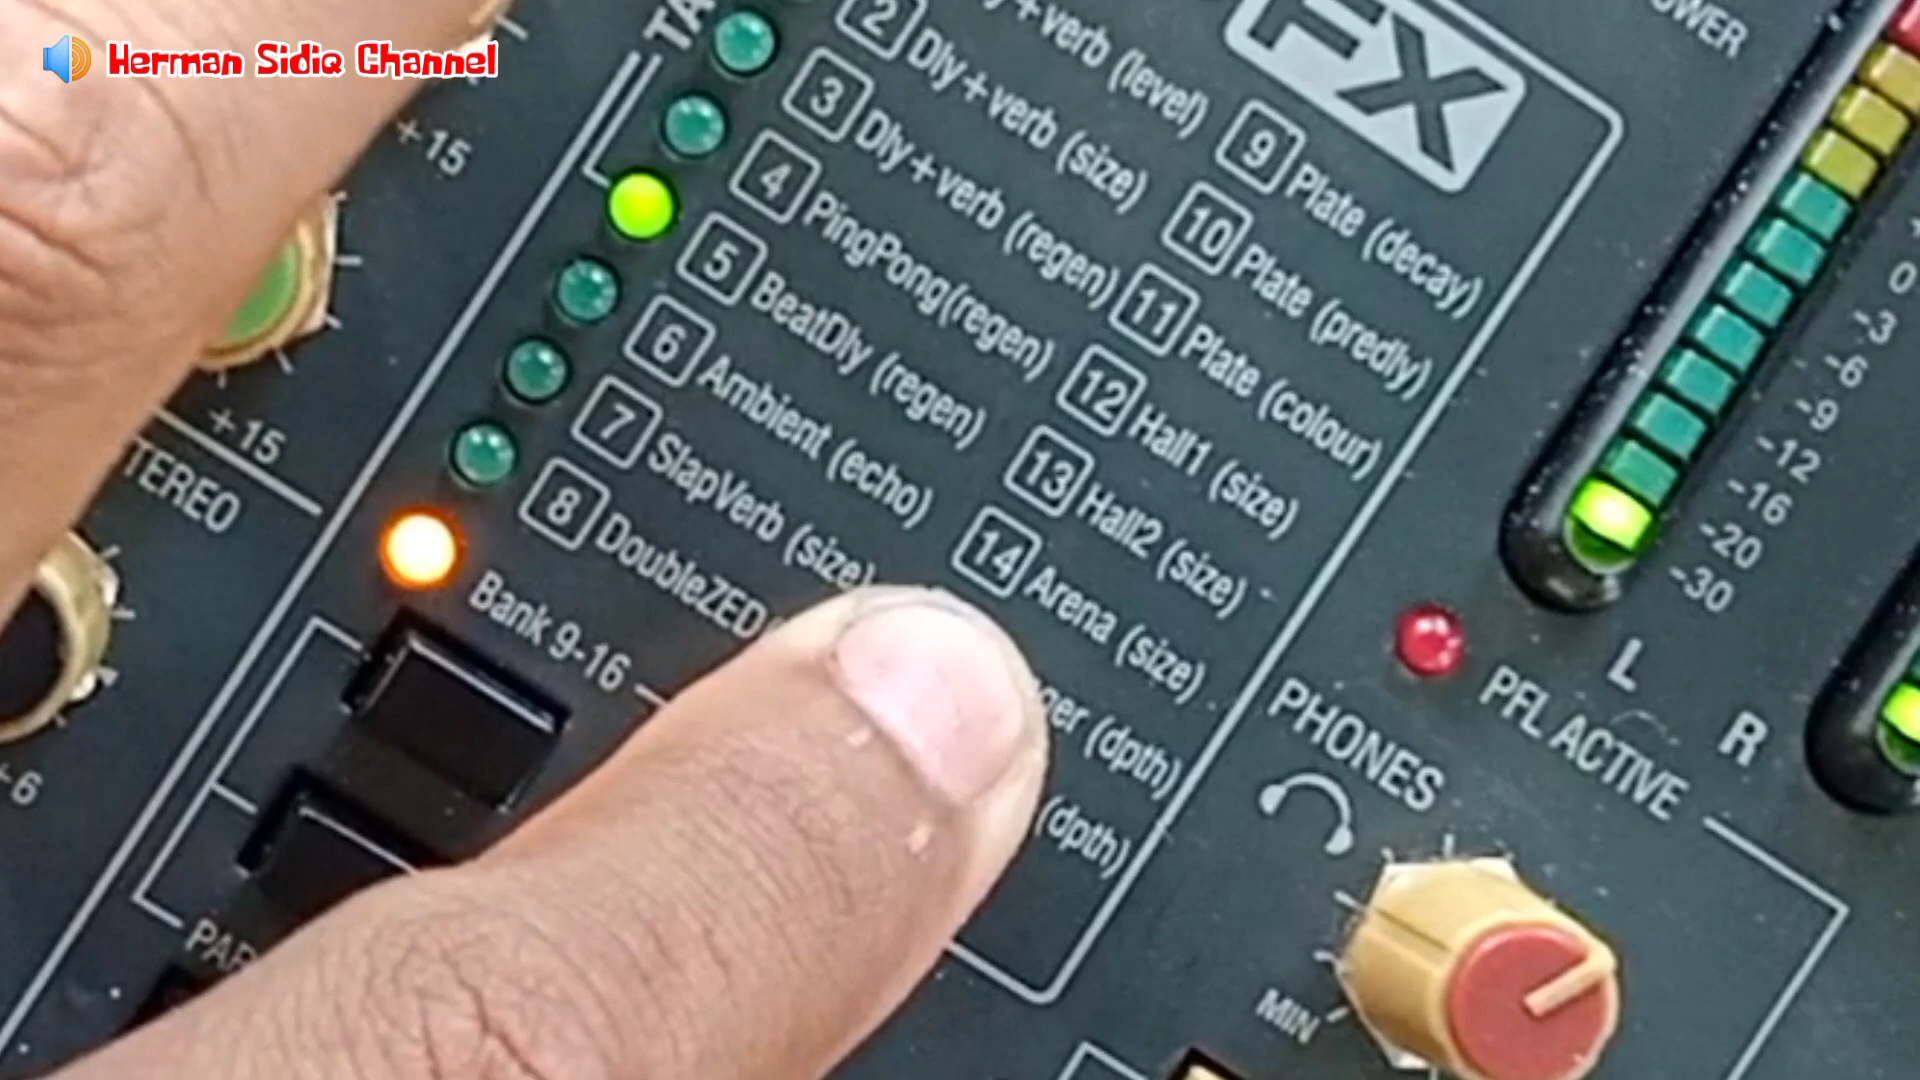 Herman Sidiq Channel
FX
+verb (level)
2 Dly+verb (size)
3 Dly+verb (regen)
4 PingPong(regen)
5 BeatDly (regen)
6 Ambient (echo)
7 SlapVerb (size)
8 DoubleZED
Bank 9-16
9 Plate (decay)
10 Plate (predly)
11 Plate (colour)
12 Hall1 (size)
13 Hall2 (size)
14 Arena (size)
(dpth)
(dpth)
+15
+15
+6
0
-3
-6
-9
-12
-16
-20
-30
L
R
PFL ACTIVE
PHONES
MIN